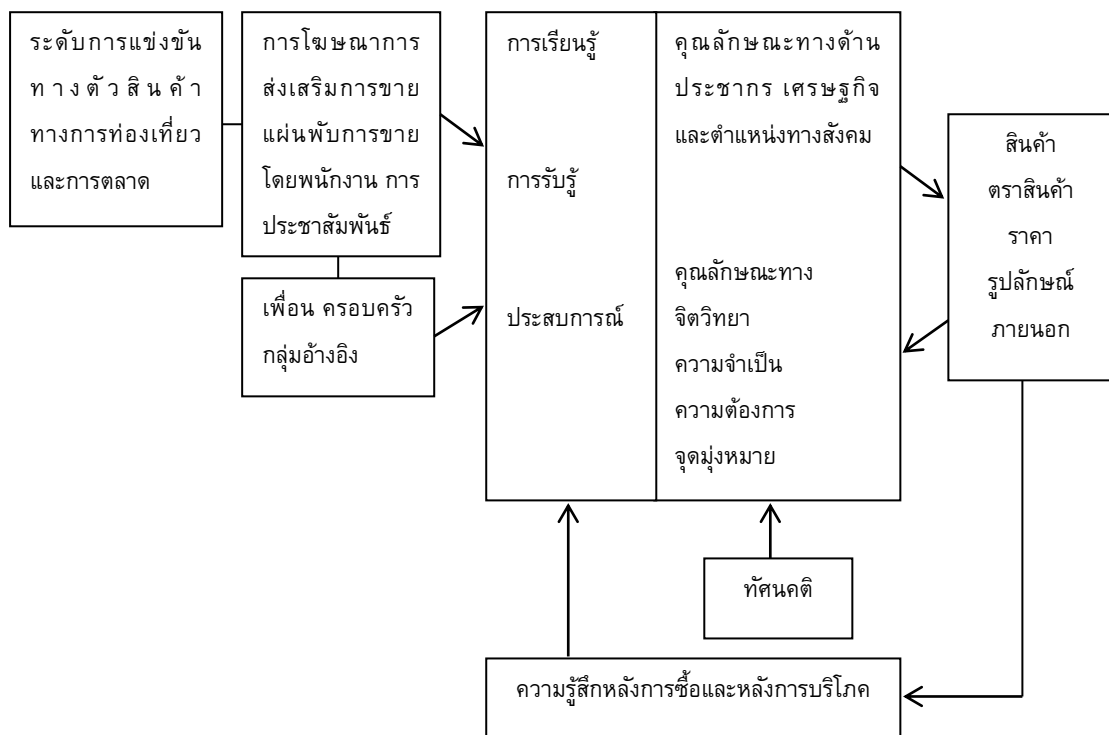 ระดับการแข่งขัน
ทางตัวสินค้า
ทางการท่องเที่ยว
และการตลาด
การโฆษณาการ
ส่งเสริมการขาย
แผ่นพับการขาย
โดยพนักงาน การ
ประชาสัมพันธ์
เพื่อน ครอบครัว
กลุ่มอ้างอิง
การเรียนรู้
การรับรู้
ประสบการณ์
คุณลักษณะทางด้าน
ประชากร เศรษฐกิจ
และตำแหน่งทางสังคม
คุณลักษณะทาง
จิตวิทยา
ความจำเป็น
ความต้องการ
จุดมุ่งหมาย
สินค้า
ตราสินค้า
ราคา
รูปลักษณ์
ภายนอก
ทัศนคติ
ความรู้สึกหลังการซื้อและหลังการบริโภค